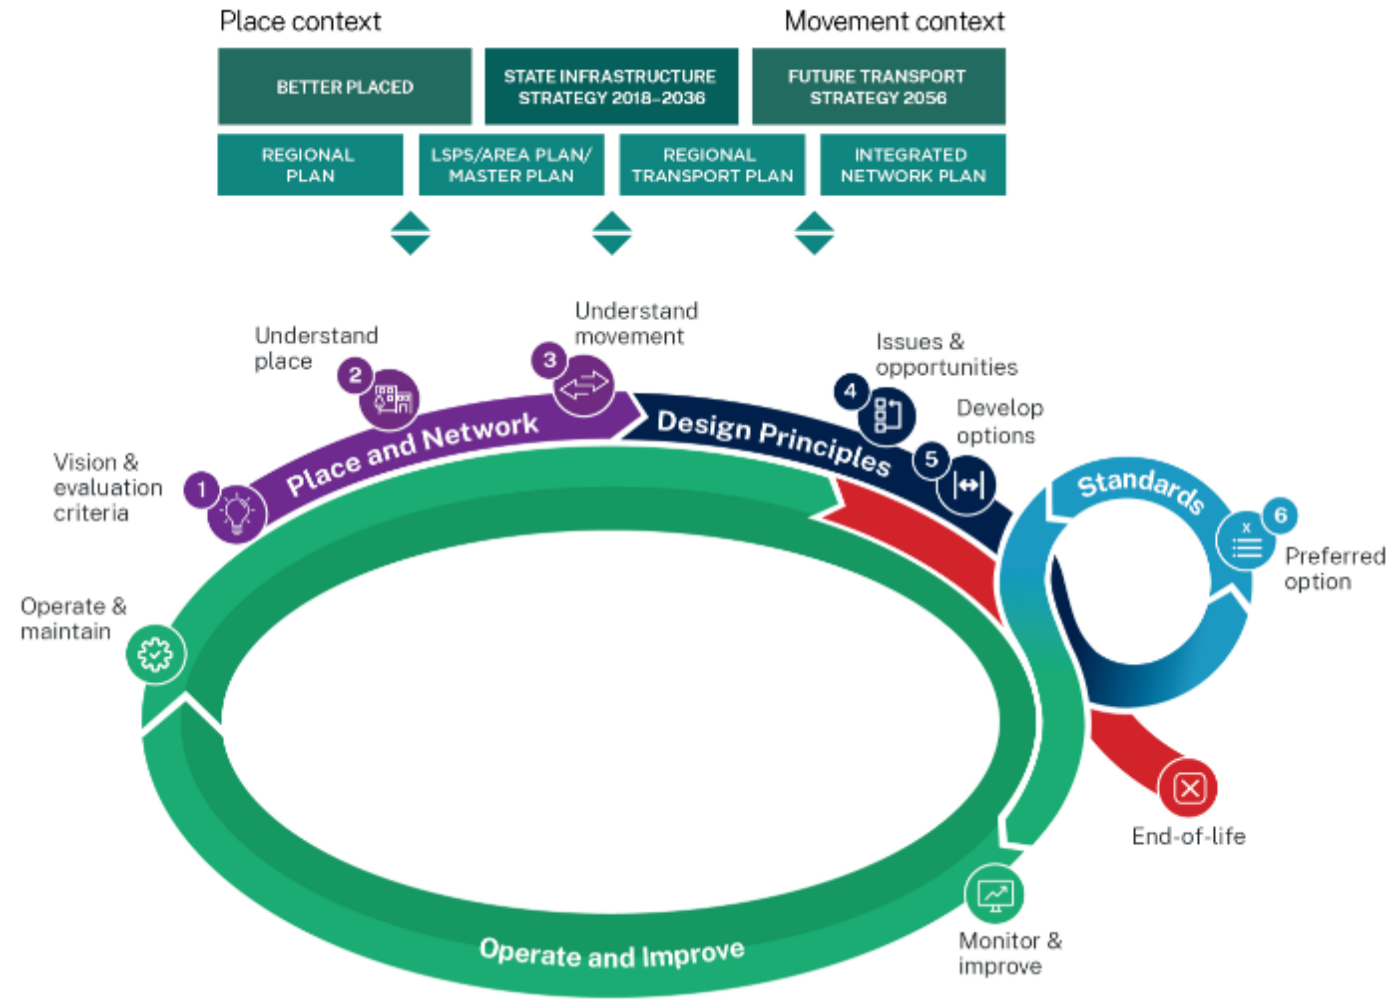 Place context
Movement context
BETTER PLACED
STATE INFRASTRUCTURE
STRATEGY 2018–2036
FUTURE TRANSPORT
STRATEGY 2056
REGIONAL
PLAN
LSPS/AREA PLAN/
MASTER PLAN
REGIONAL
TRANSPORT PLAN
INTEGRATED
NETWORK PLAN
Vision &
evaluation
criteria
1
Understand
place
2
Understand
movement
3
Place and Network
Design Principles
Issues &
opportunities
4
Develop
options
5
Standards
x
6
Preferred
option
Operate &
maintain
End-of-life
Monitor &
improve
Operate and Improve